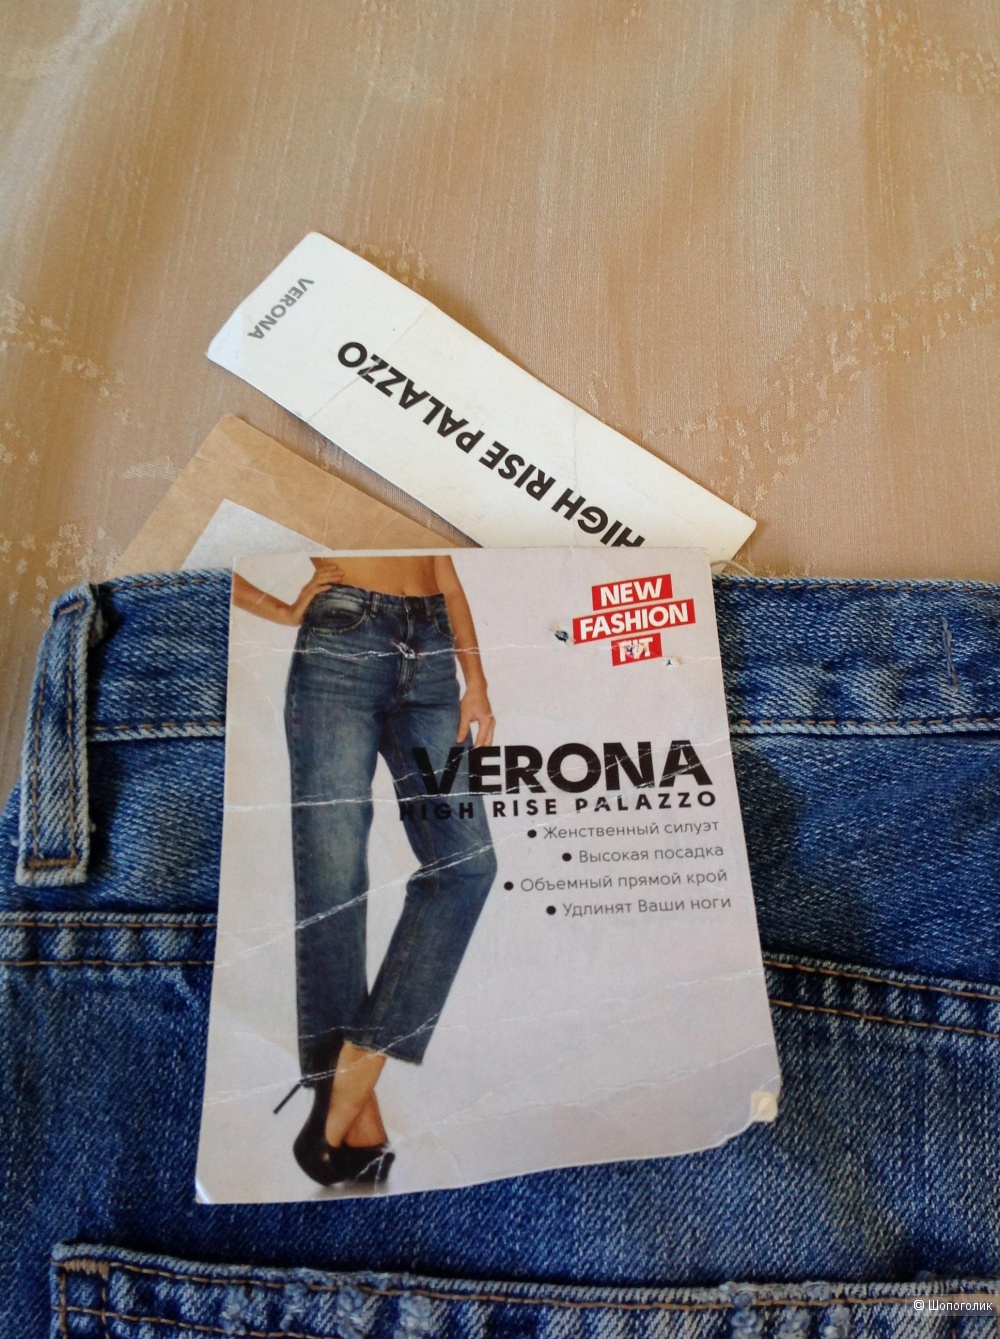 VERONA
HIGH RISE PALAZZO
NEW
FASHION
FIT
VERONA
HIGH RISE PALAZZO
● Женственный силуэт
● Высокая посадка
● Объемный прямой крой
● Удлинят Ваши ноги
© Шопоголик